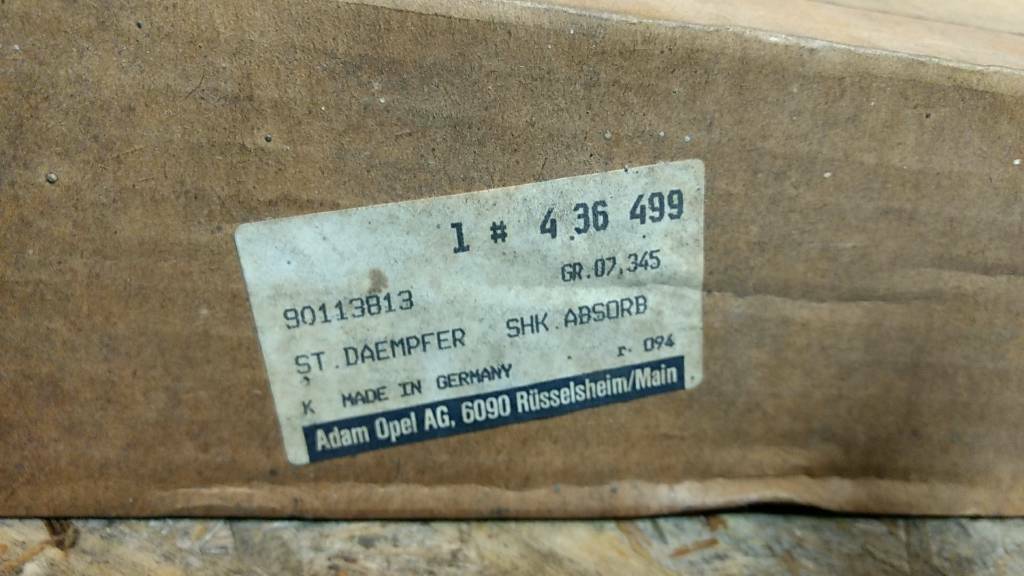 1 # 4 36 499
GR.07,345
90113813
ST.DAEMPFER SHK.ABSORB
K MADE IN GERMANY r. 094
Adam Opel AG, 6090 Rüsselsheim/Main